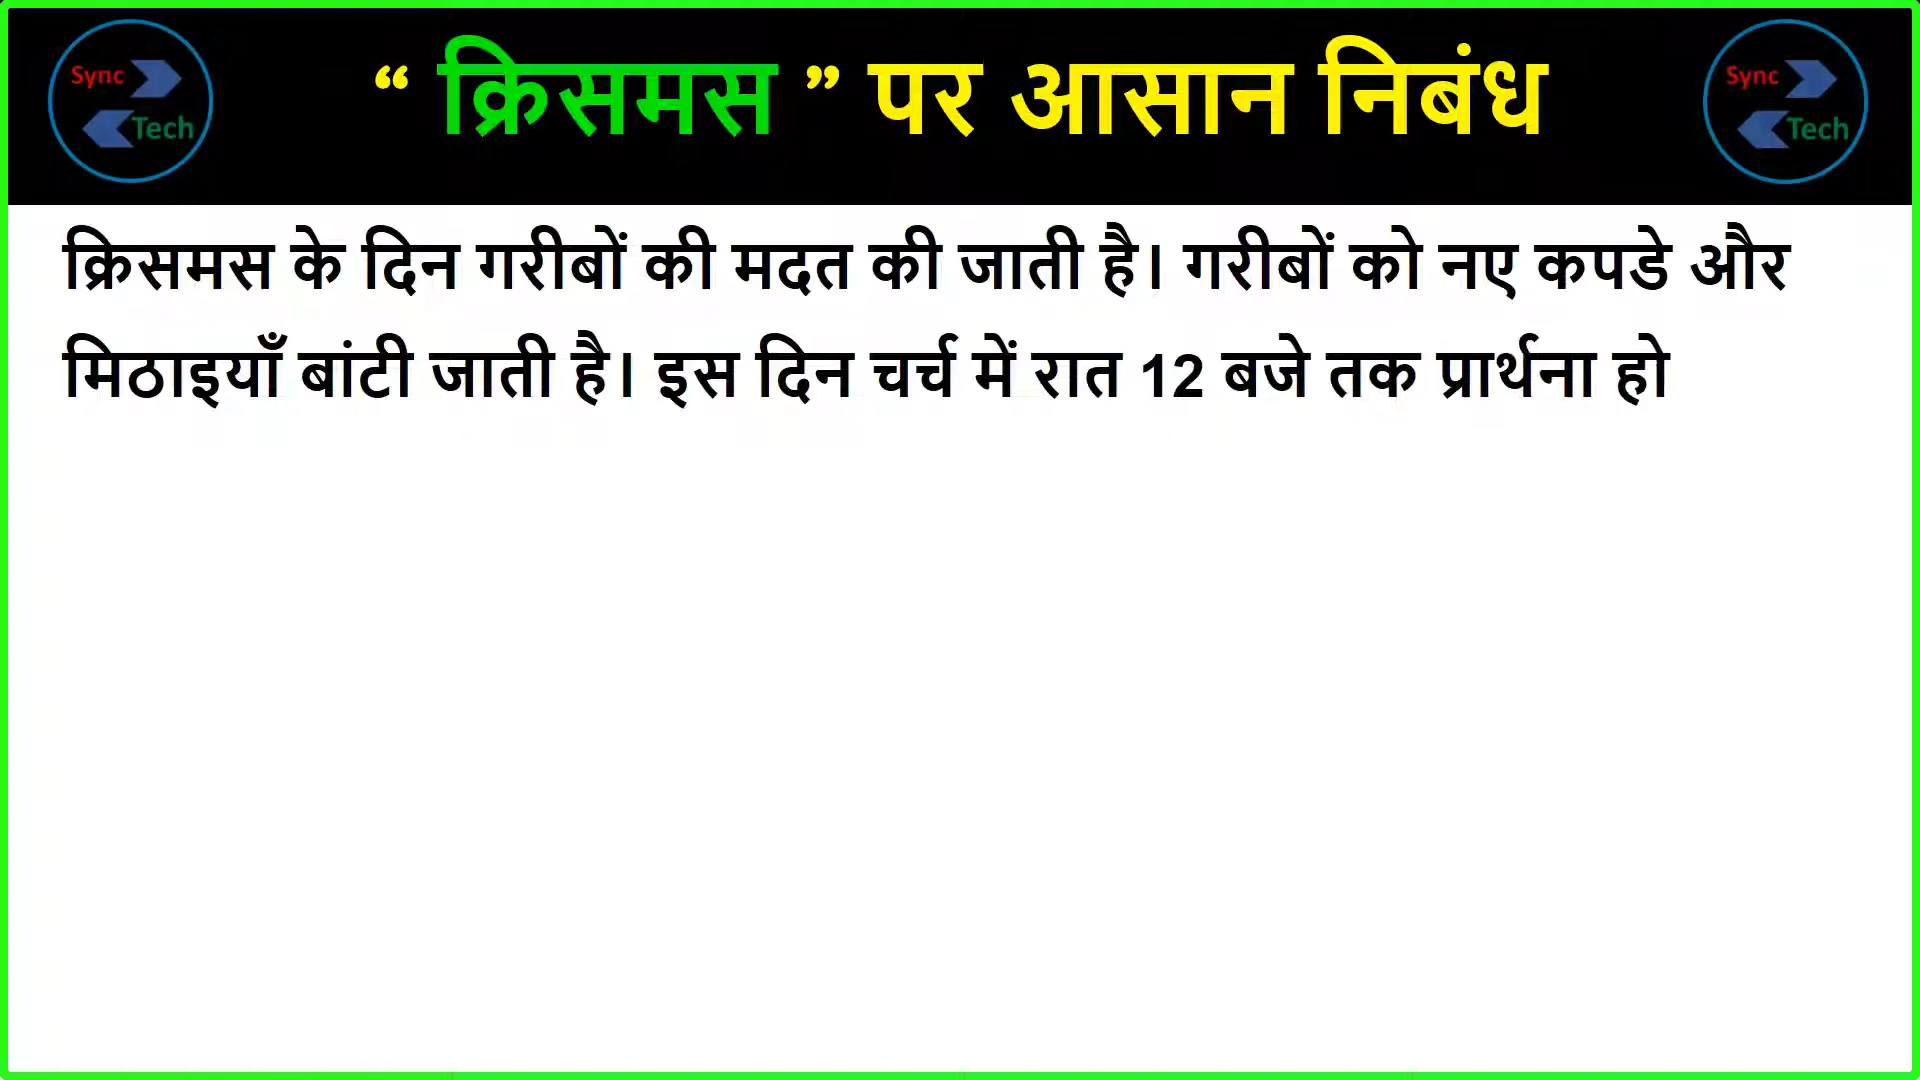 Sync
Tech
“ क्रिसमस ” पर आसान निबंध
Sync
Tech
क्रिसमस के दिन गरीबों की मदत की जाती है। गरीबों को नए कपडे और
मिठाइयाँ बांटी जाती है। इस दिन चर्च में रात 12 बजे तक प्रार्थना हो